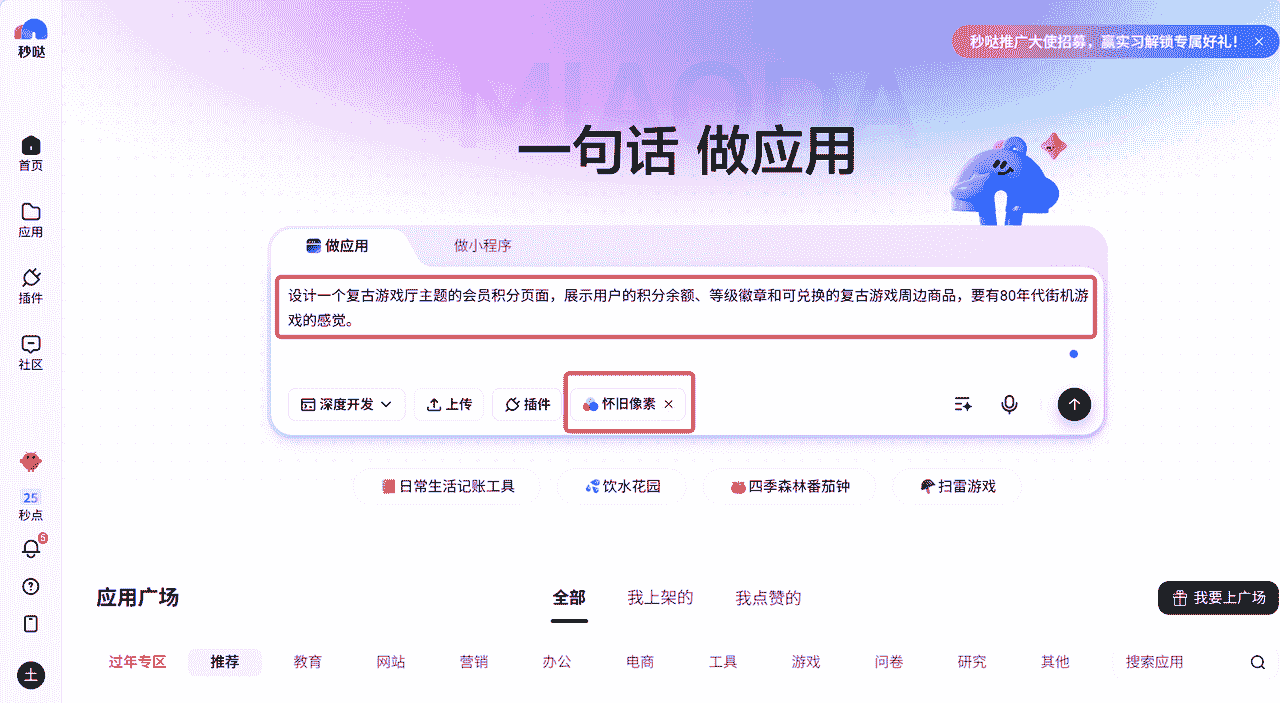 秒哒
秒哒推广大使招募，赢实习解锁专属好礼！
首页
应用
插件
社区
25
秒点
5
土
MIAODA
一句话 做应用
做应用
做小程序
设计一个复古游戏厅主题的会员积分页面，展示用户的积分余额、等级徽章和可兑换的复古游戏周边商品，要有80年代街机游
戏的感觉。
深度开发
上传
插件
怀旧像素
日常生活记账工具
饮水花园
四季森林番茄钟
扫雷游戏
应用广场
全部
我上架的
我点赞的
我要上广场
过年专区
推荐
教育
网站
营销
办公
电商
工具
游戏
问卷
研究
其他
搜索应用